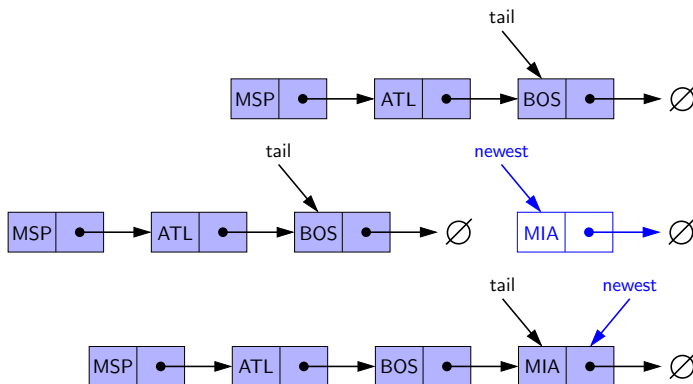 tail
MSP ATL BOS ∅
tail newest
MSP ATL BOS ∅ MIA ∅
tail newest
MSP ATL BOS MIA ∅